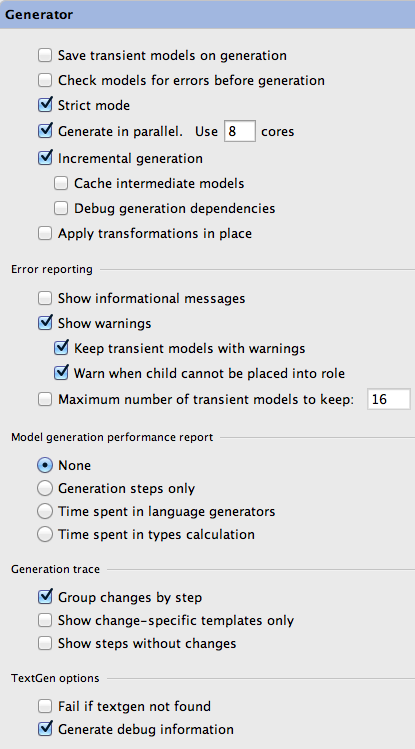 Generator
Save transient models on generation
Check models for errors before generation
Strict mode
Generate in parallel. Use 8 cores
Incremental generation
Cache intermediate models
Debug generation dependencies
Apply transformations in place
Error reporting
Show informational messages
Show warnings
Keep transient models with warnings
Warn when child cannot be placed into role
Maximum number of transient models to keep: 16
Model generation performance report
None
Generation steps only
Time spent in language generators
Time spent in types calculation
Generation trace
Group changes by step
Show change-specific templates only
Show steps without changes
TextGen options
Fail if textgen not found
Generate debug information